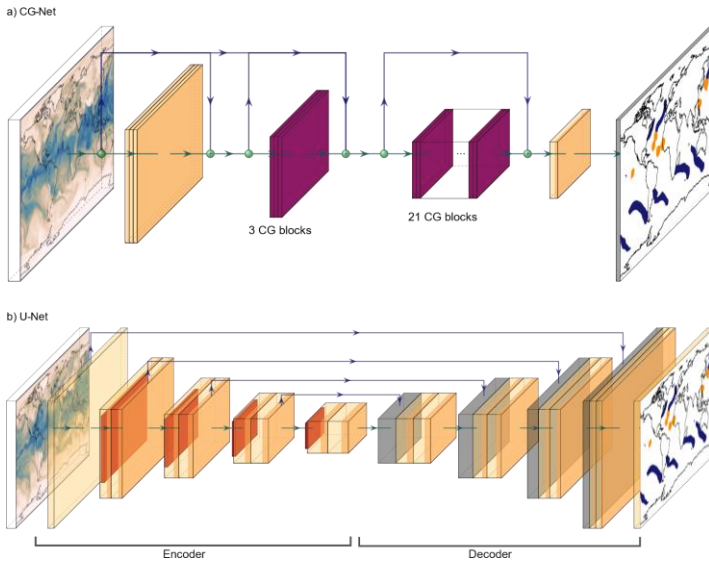 a) CG-Net
...
3 CG blocks
21 CG blocks
b) U-Net
Encoder
Decoder